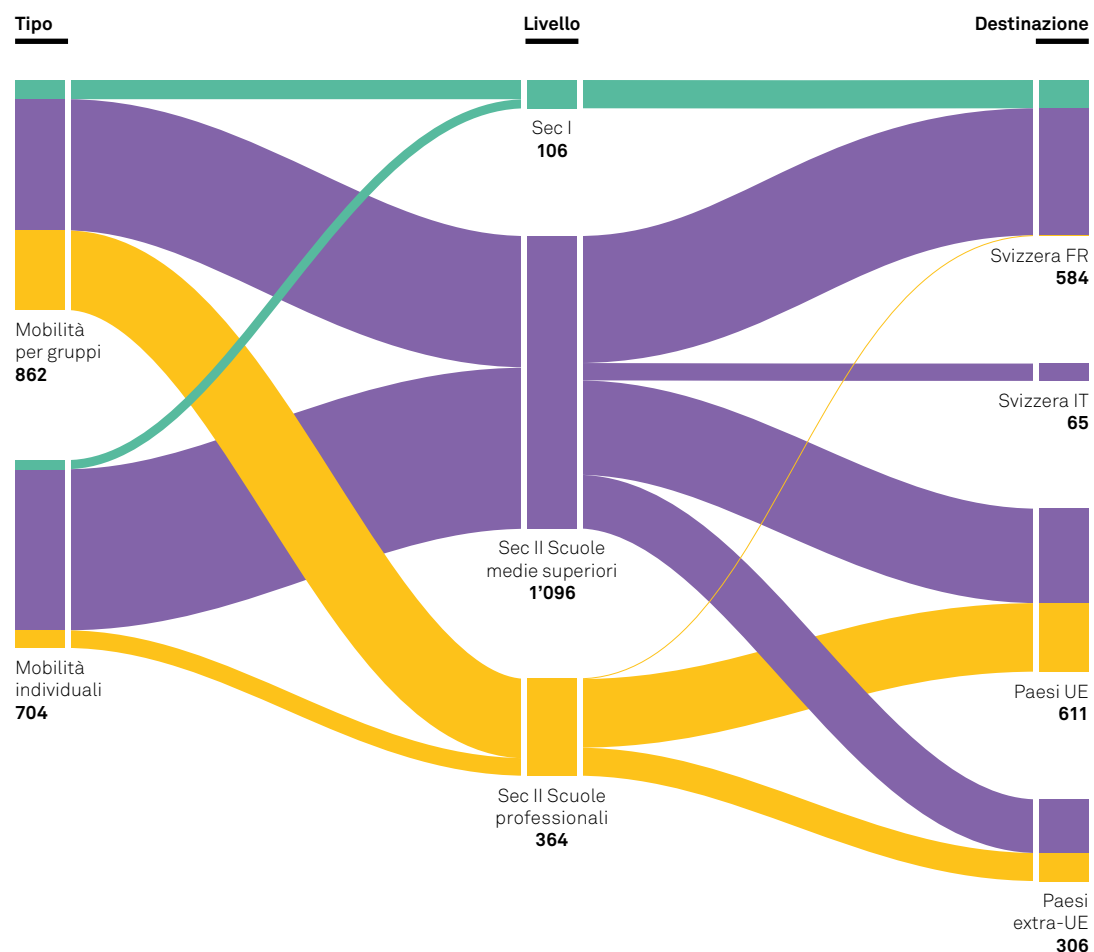 Tipo
Livello
Destinazione
Sec I
106
Svizzera FR
584
Mobilità
per gruppi
862
Svizzera IT
65
Sec II Scuole
medie superiori
1’096
Mobilità
individuali
704
Paesi UE
611
Sec II Scuole
professionali
364
Paesi
extra-UE
306